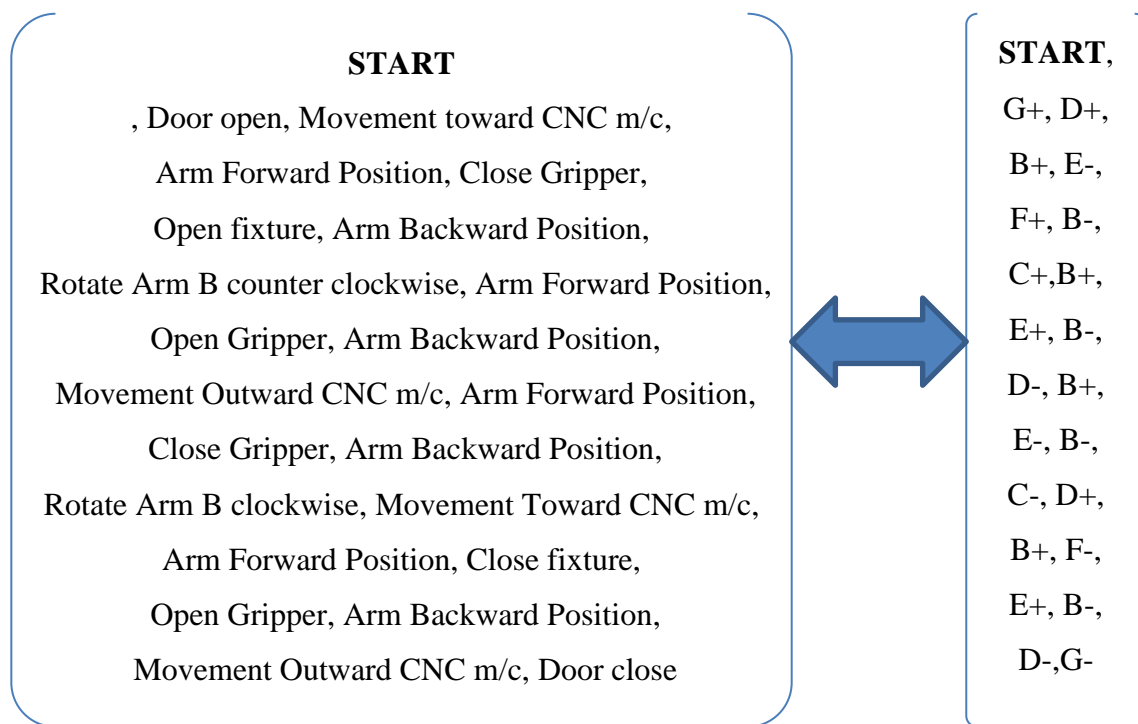 START
, Door open, Movement toward CNC m/c,
Arm Forward Position, Close Gripper,
Open fixture, Arm Backward Position,
Rotate Arm B counter clockwise, Arm Forward Position,
Open Gripper, Arm Backward Position,
Movement Outward CNC m/c, Arm Forward Position,
Close Gripper, Arm Backward Position,
Rotate Arm B clockwise, Movement Toward CNC m/c,
Arm Forward Position, Close fixture,
Open Gripper, Arm Backward Position,
Movement Outward CNC m/c, Door close
START,
G+, D+,
B+, E-,
F+, B-,
C+,B+,
E+, B-,
D-, B+,
E-, B-,
C-, D+,
B+, F-,
E+, B-,
D-,G-